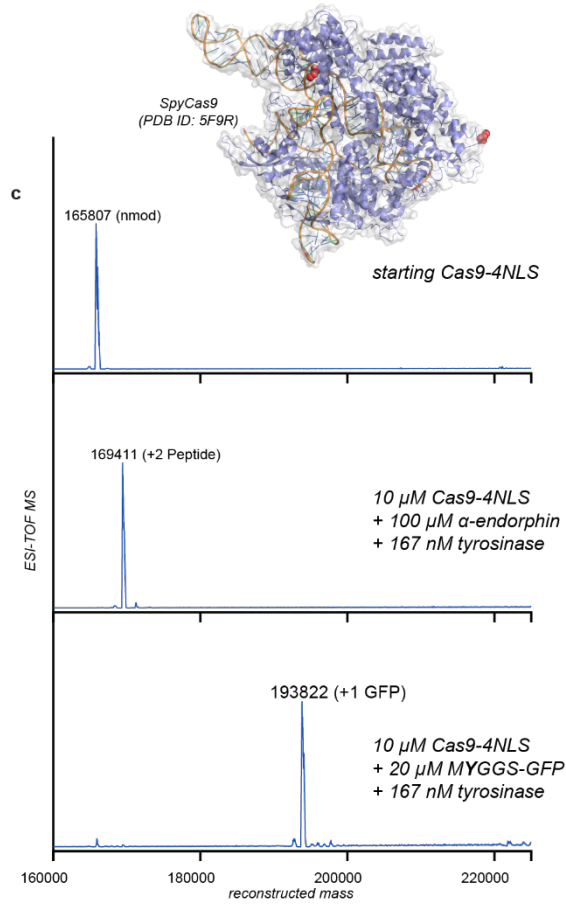 SpyCas9
(PDB ID: 5F9R)
c
165807 (nmod)
starting Cas9-4NLS
169411 (+2 Peptide)
10 µM Cas9-4NLS
+ 100 µM α-endorphin
+ 167 nM tyrosinase
ESI-TOF MS
193822 (+1 GFP)
10 µM Cas9-4NLS
+ 20 µM MYGGS-GFP
+ 167 nM tyrosinase
160000 180000 200000 220000
reconstructed mass